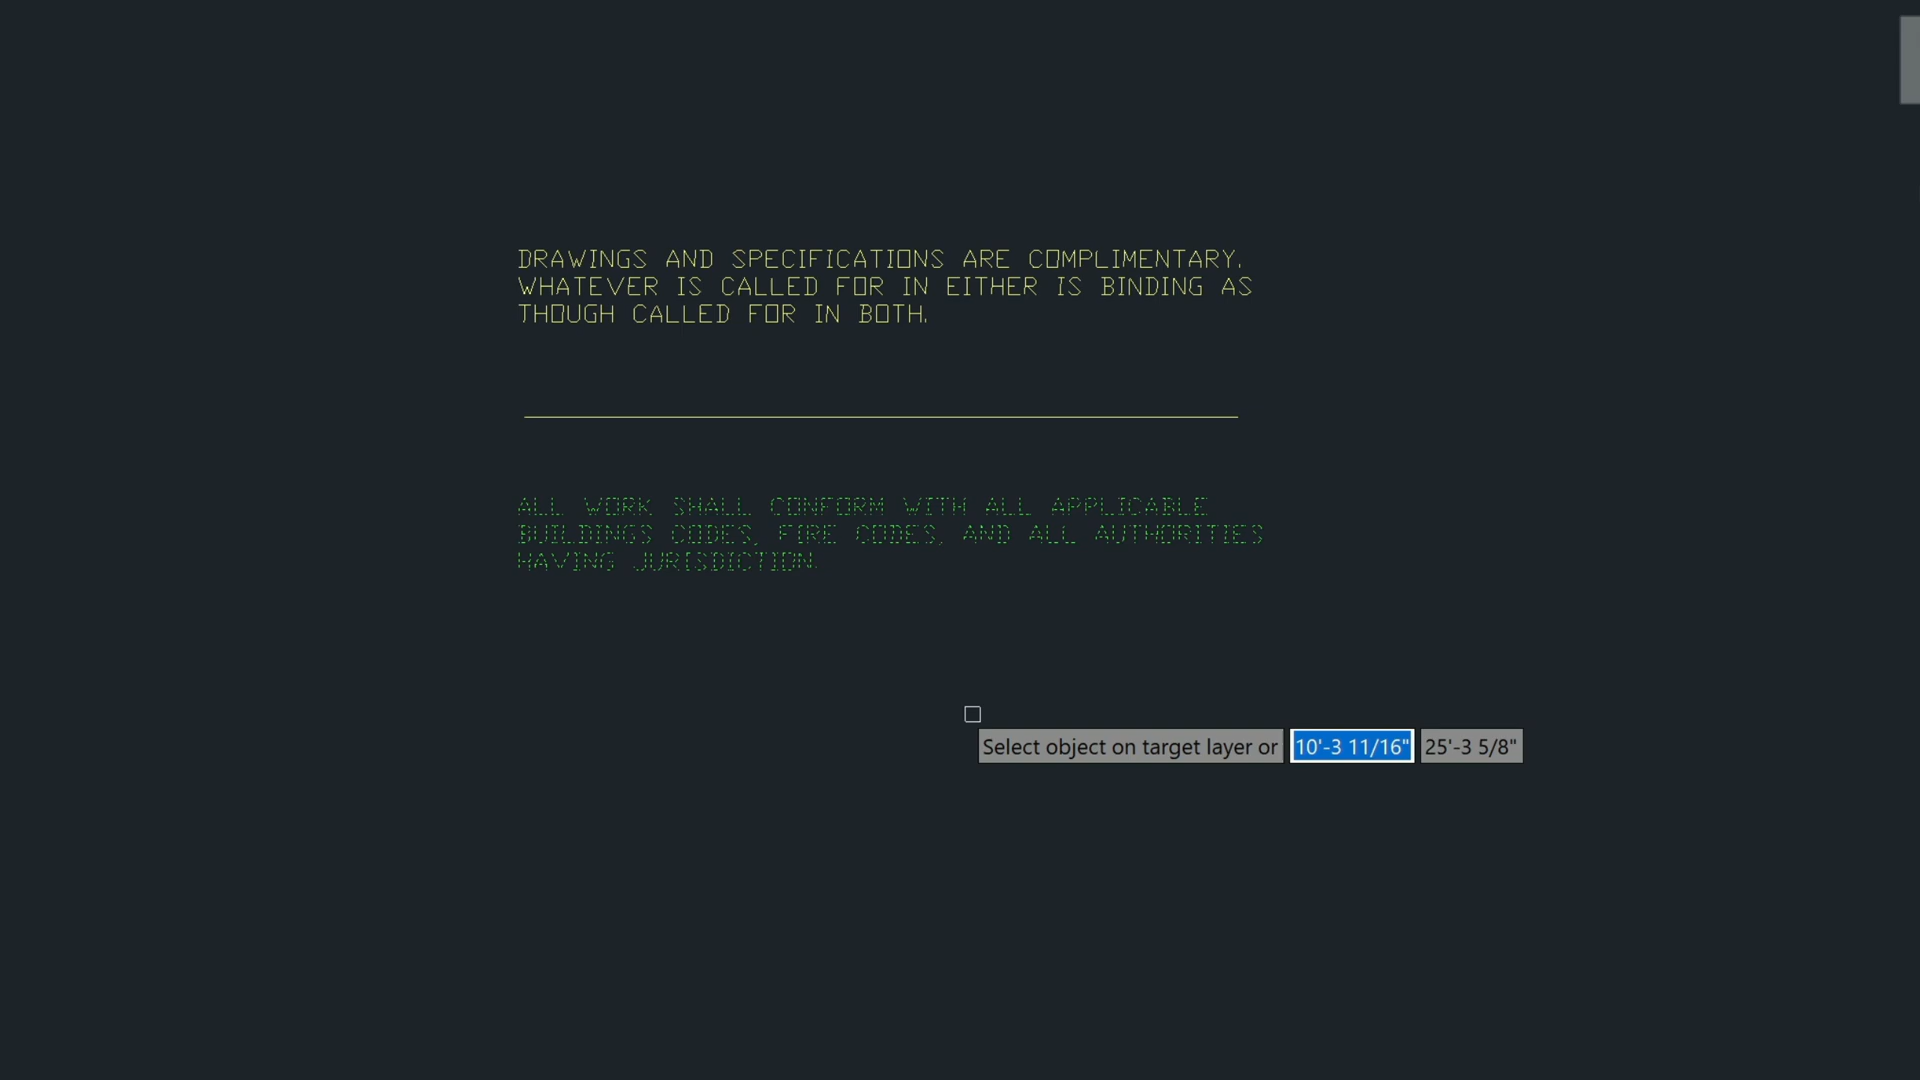 DRAWINGS AND SPECIFICATIONS ARE COMPLIMENTARY.
WHATEVER IS CALLED FOR IN EITHER IS BINDING AS
THOUGH CALLED FOR IN BOTH.
ALL WORK SHALL CONFORM WITH ALL APPLICABLE
BUILDINGS CODES, FIRE CODES, AND ALL AUTHORITIES
HAVING JURISDICTION.
Select object on target layer or 10'-3 11/16" 25'-3 5/8"